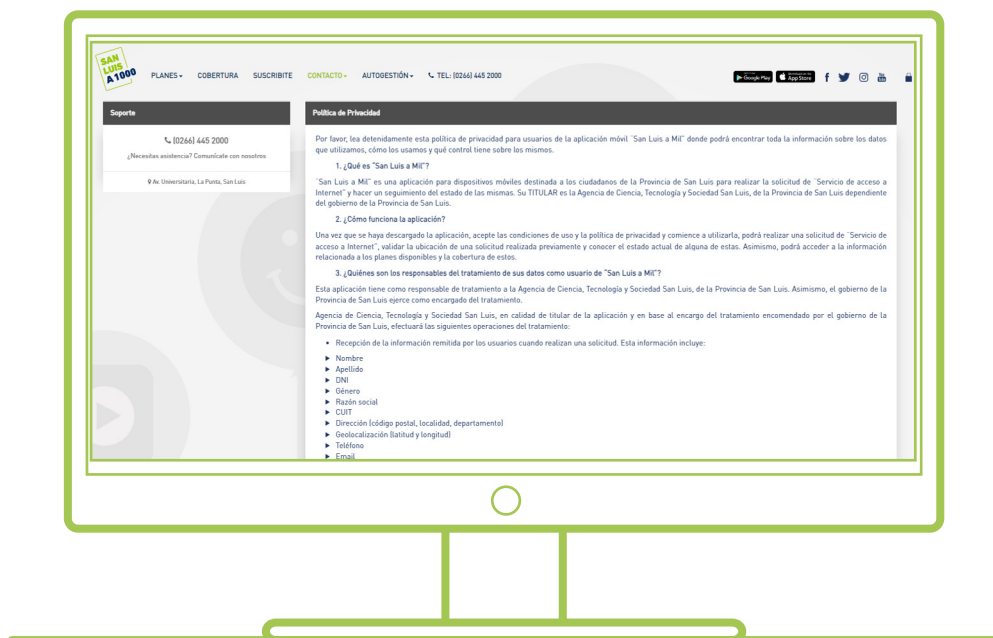 SAN
LUIS
A 1000
PLANES COBERTURA SUSCRIBITE CONTACTO AUTOGESTIÓN TEL: (0266) 445 2000
Google Play App Store
Soporte
(0266) 445 2000
¿Necesitas asistencia? Comunícate con nosotros
Av. Universitaria, La Punta, San Luis
Política de Privacidad
Por favor, lea detenidamente esta política de privacidad para usuarios de la aplicación móvil ¨San Luis a Mil¨ donde podrá encontrar toda la información sobre los datos
que utilizamos, cómo los usamos y qué control tiene sobre los mismos.
1. ¿Qué es ¨San Luis a Mil¨?
¨San Luis a Mil¨ es una aplicación para dispositivos móviles destinada a los ciudadanos de la Provincia de San Luis para realizar la solicitud de ¨Servicio de acceso a
Internet¨ y hacer un seguimiento del estado de las mismas. Su TITULAR es la Agencia de Ciencia, Tecnología y Sociedad San Luis, de la Provincia de San Luis dependiente
del gobierno de la Provincia de San Luis.
2. ¿Cómo funciona la aplicación?
Una vez que se haya descargado la aplicación, acepte las condiciones de uso y la política de privacidad y comience a utilizarla, podrá realizar una solicitud de ¨Servicio de
acceso a Internet¨, validar la ubicación de una solicitud realizada previamente y conocer el estado actual de alguna de estas. Asimismo, podrá acceder a la información
relacionada a los planes disponibles y la cobertura de estos.
3. ¿Quiénes son los responsables del tratamiento de sus datos como usuario de ¨San Luis a Mil¨?
Esta aplicación tiene como responsable de tratamiento a la Agencia de Ciencia, Tecnología y Sociedad San Luis, de la Provincia de San Luis. Asimismo, el gobierno de la
Provincia de San Luis ejerce como encargado del tratamiento.
Agencia de Ciencia, Tecnología y Sociedad San Luis, en calidad de titular de la aplicación y en base al encargo del tratamiento encomendado por el gobierno de la
Provincia de San Luis, efectuará las siguientes operaciones del tratamiento:
• Recepción de la información remitida por los usuarios cuando realizan una solicitud. Esta información incluye:
► Nombre
► Apellido
► DNI
► Género
► Razón social
► CUIT
► Dirección (código postal, localidad, departamento)
► Geolocalización (latitud y longitud)
► Teléfono
► Email